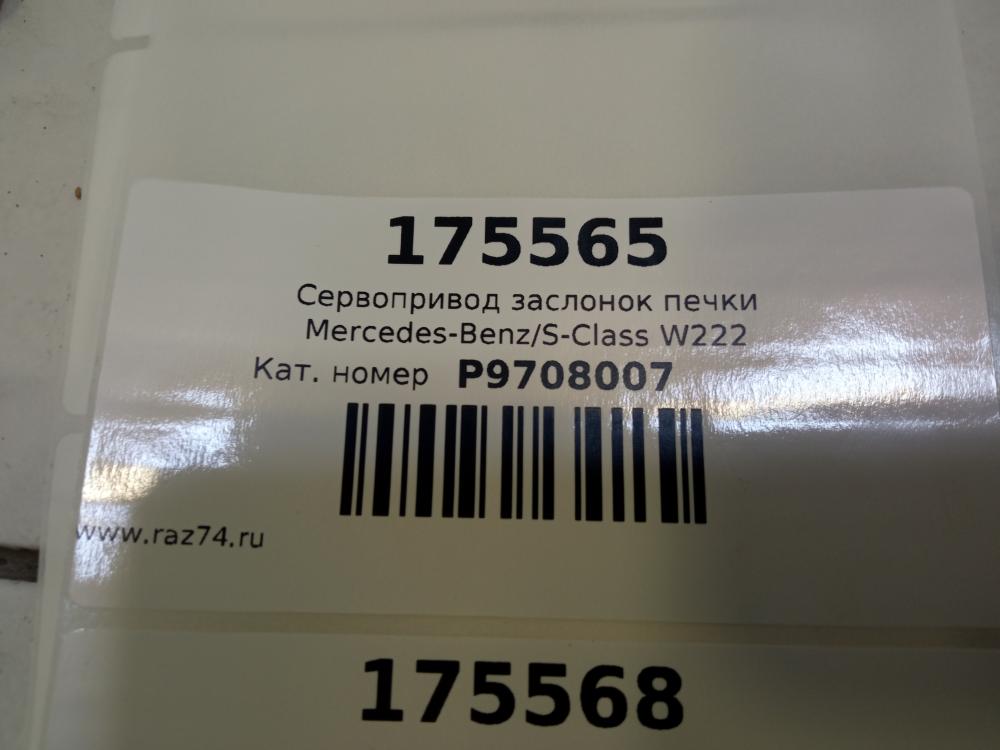 175565
Сервопривод заслонок печки
Mercedes-Benz/S-Class W222
Кат. номер P9708007
www.raz74.ru
175568